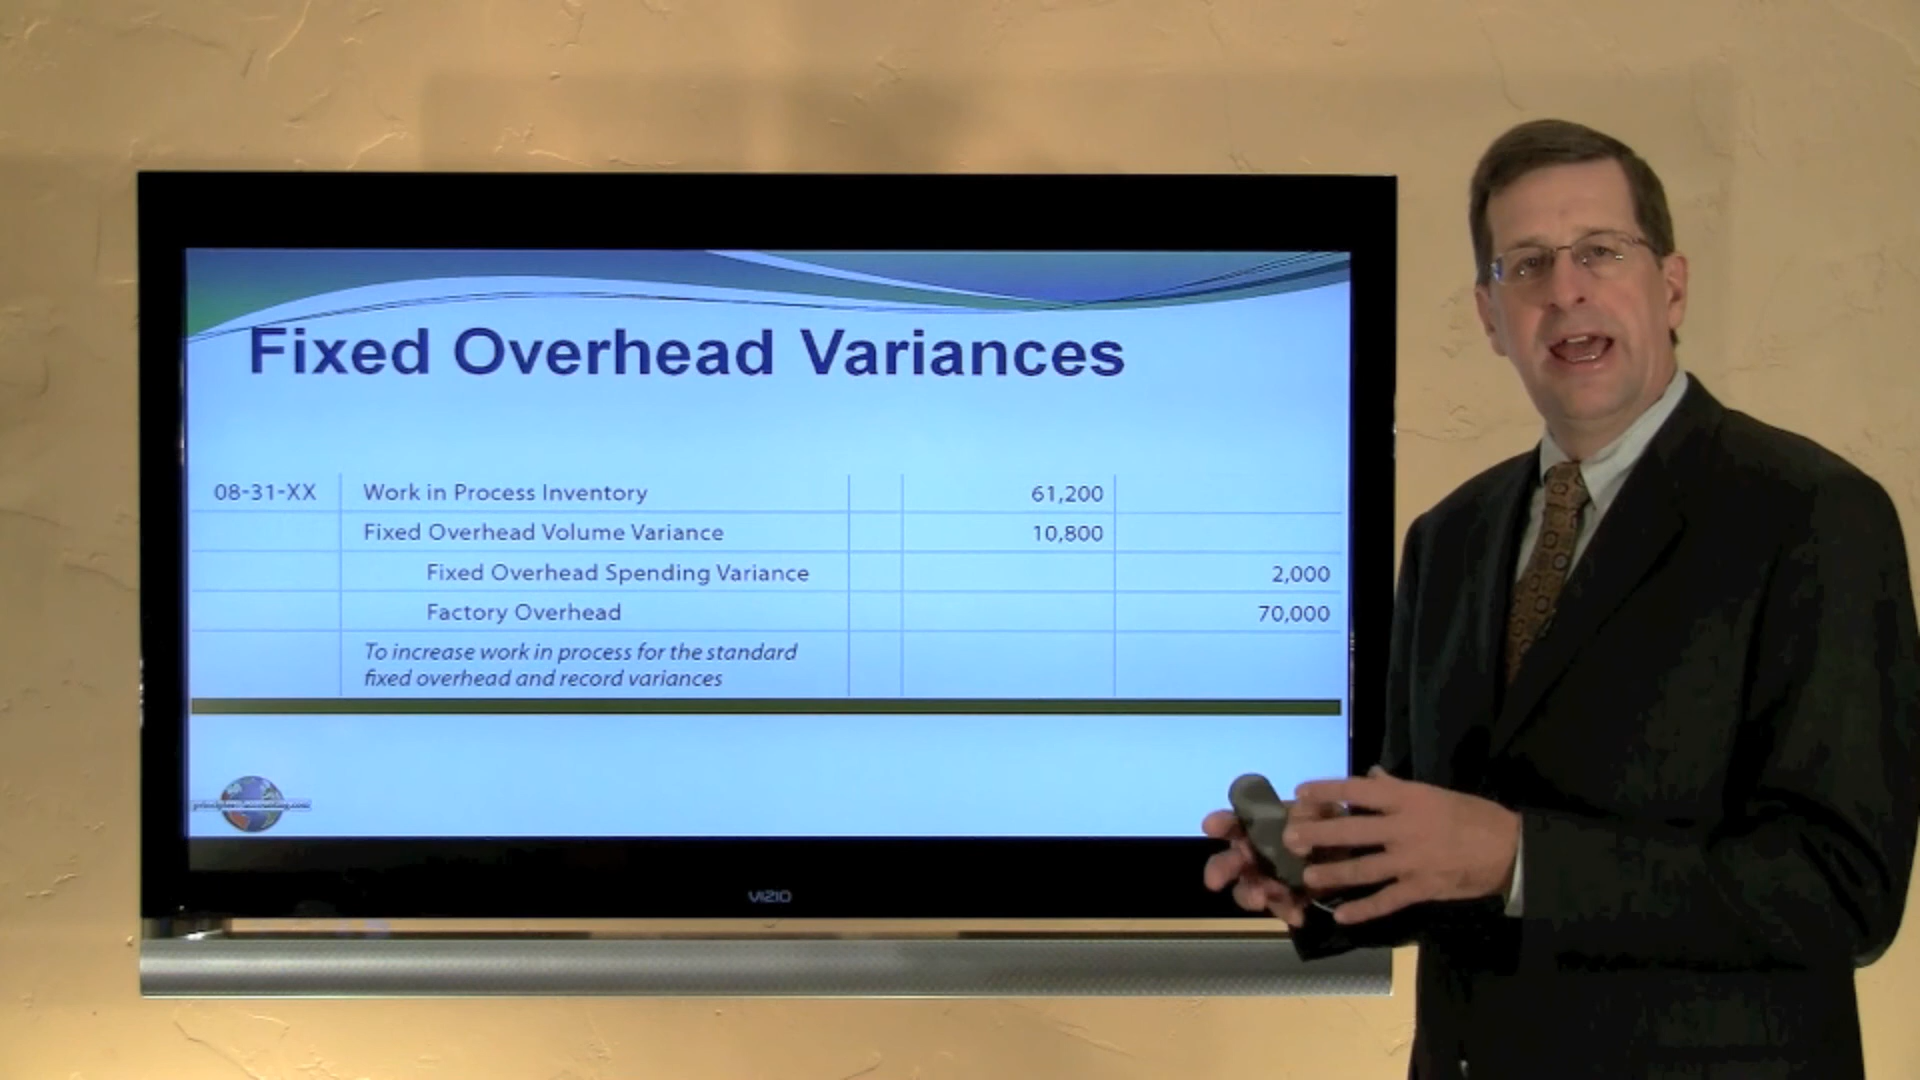 Fixed Overhead Variances
08-31-XX Work in Process Inventory 61,200
Fixed Overhead Volume Variance 10,800
Fixed Overhead Spending Variance 2,000
Factory Overhead 70,000
To increase work in process for the standard
fixed overhead and record variances
principlesofaccounting.com
VIZIO